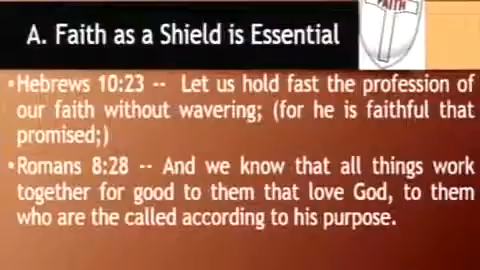 FAITH
A. Faith as a Shield is Essential
•Hebrews 10:23 -- Let us hold fast the profession of
our faith without wavering; (for he is faithful that
promised;)
•Romans 8:28 -- And we know that all things work
together for good to them that love God, to them
who are the called according to his purpose.